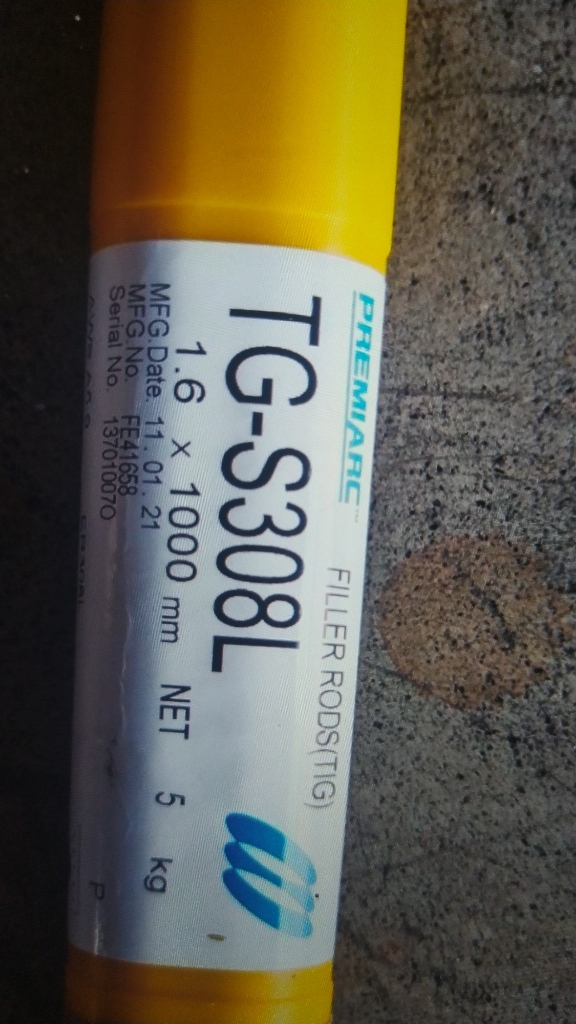 PREMIARC™ FILLER RODS(TIG)
TG-S308L
1.6 x 1000 mm NET 5 kg
MFG.Date. 11.01.21
MFG.No. FE41658
Serial No. 13701007O
P